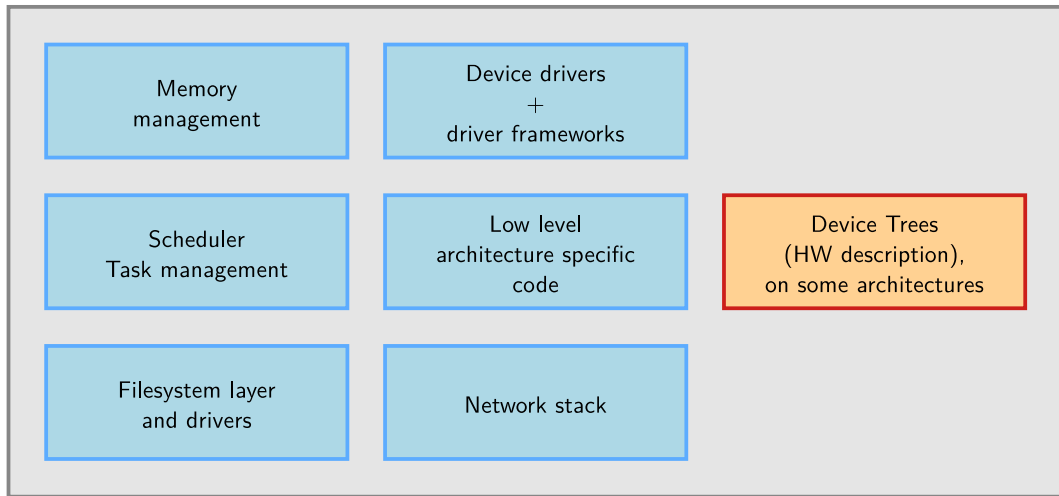 Memory
management
Device drivers
+
driver frameworks
Scheduler
Task management
Low level
architecture specific
code
Device Trees
(HW description),
on some architectures
Filesystem layer
and drivers
Network stack